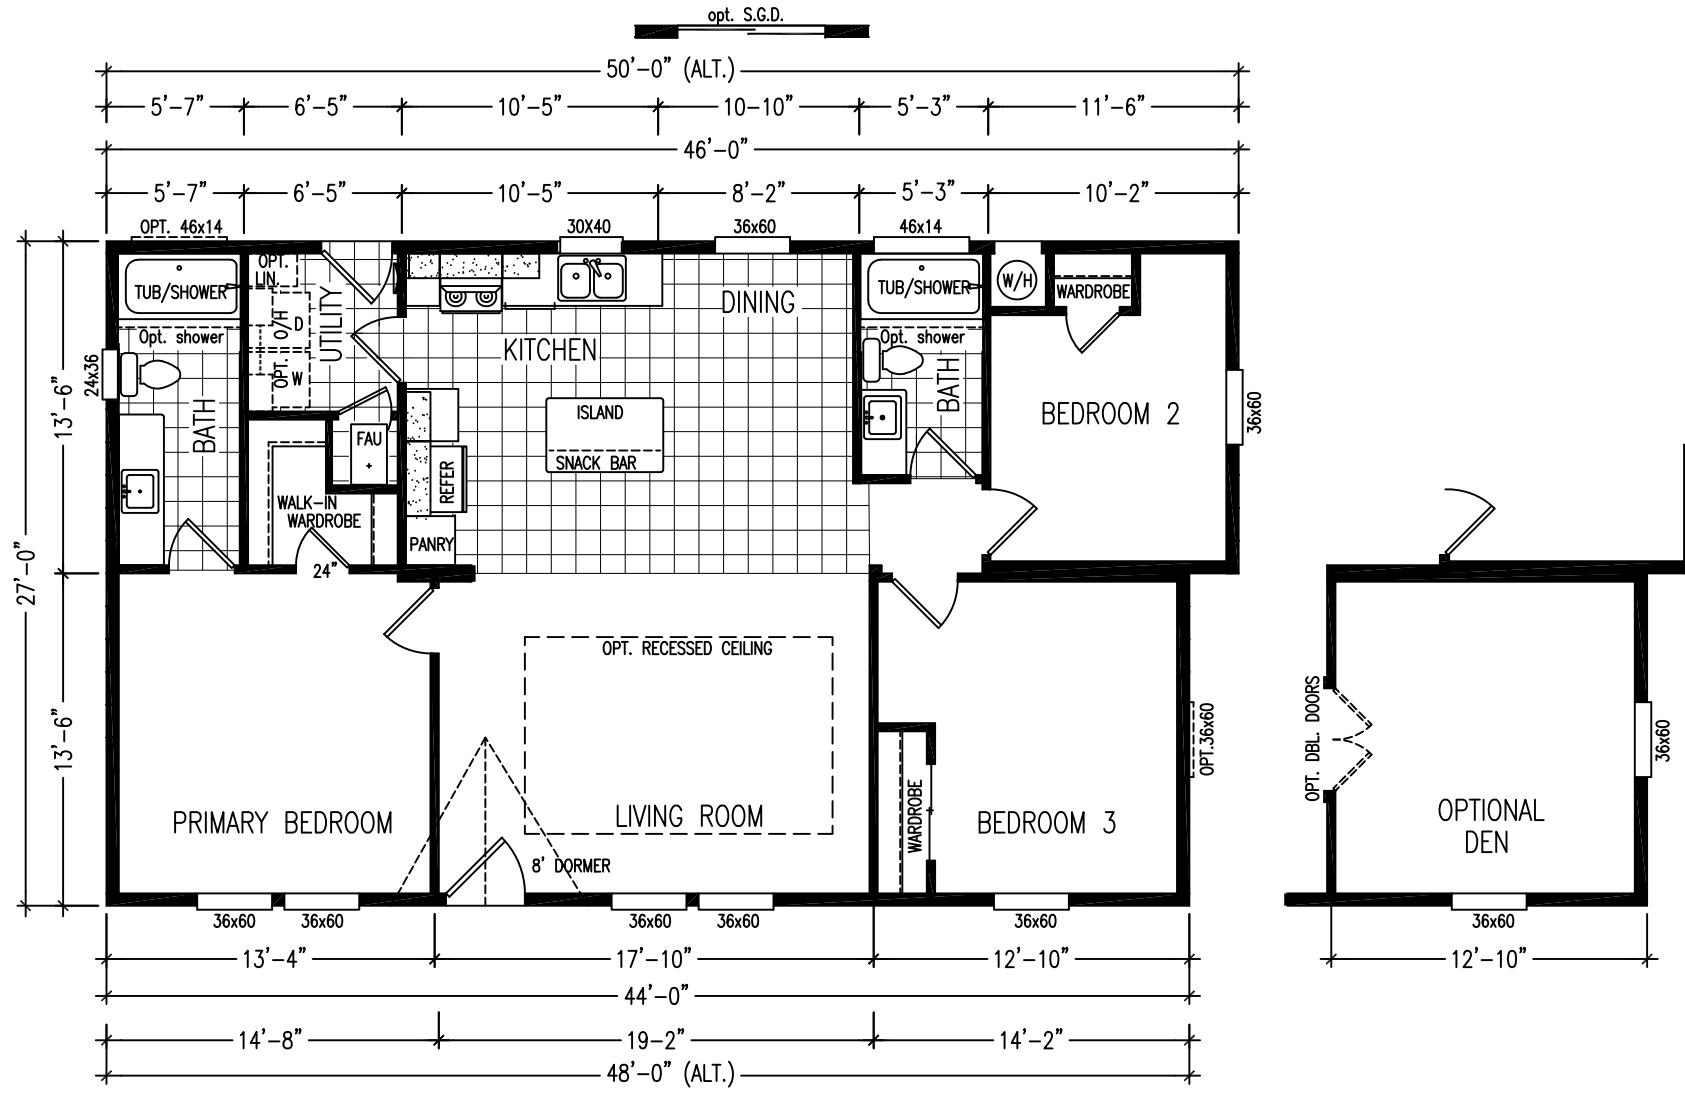 opt. S.G.D.
50'-0" (ALT.)
5'-7" 6'-5" 10'-5" 10-10" 5'-3" 11'-6"
46'-0"
5'-7" 6'-5" 10'-5" 8'-2" 5'-3" 10'-2"
OPT. 46x14 30X40 36x60 46x14
OPT.
LIN.
TUB/SHOWER
TUB/SHOWER
W/H
WARDROBE
DINING
O/H
D
UTILITY
Opt. shower
Opt. shower
KITCHEN
24x36
OPT.
W
BATH
BATH
ISLAND
BEDROOM 2
36x60
13'-6"
FAU
SNACK BAR
REFER
WALK-IN
WARDROBE
PANRY
24"
27'-0"
OPT. RECESSED CEILING
13'-6"
OPT.36x60
OPT. DBL. DOORS
36x60
PRIMARY BEDROOM
LIVING ROOM
WARDROBE
BEDROOM 3
OPTIONAL
DEN
8' DORMER
36x60 36x60 36x60 36x60 36x60 36x60
13'-4" 17'-10" 12'-10" 12'-10"
44'-0"
14'-8" 19-2" 14'-2"
48'-0" (ALT.)